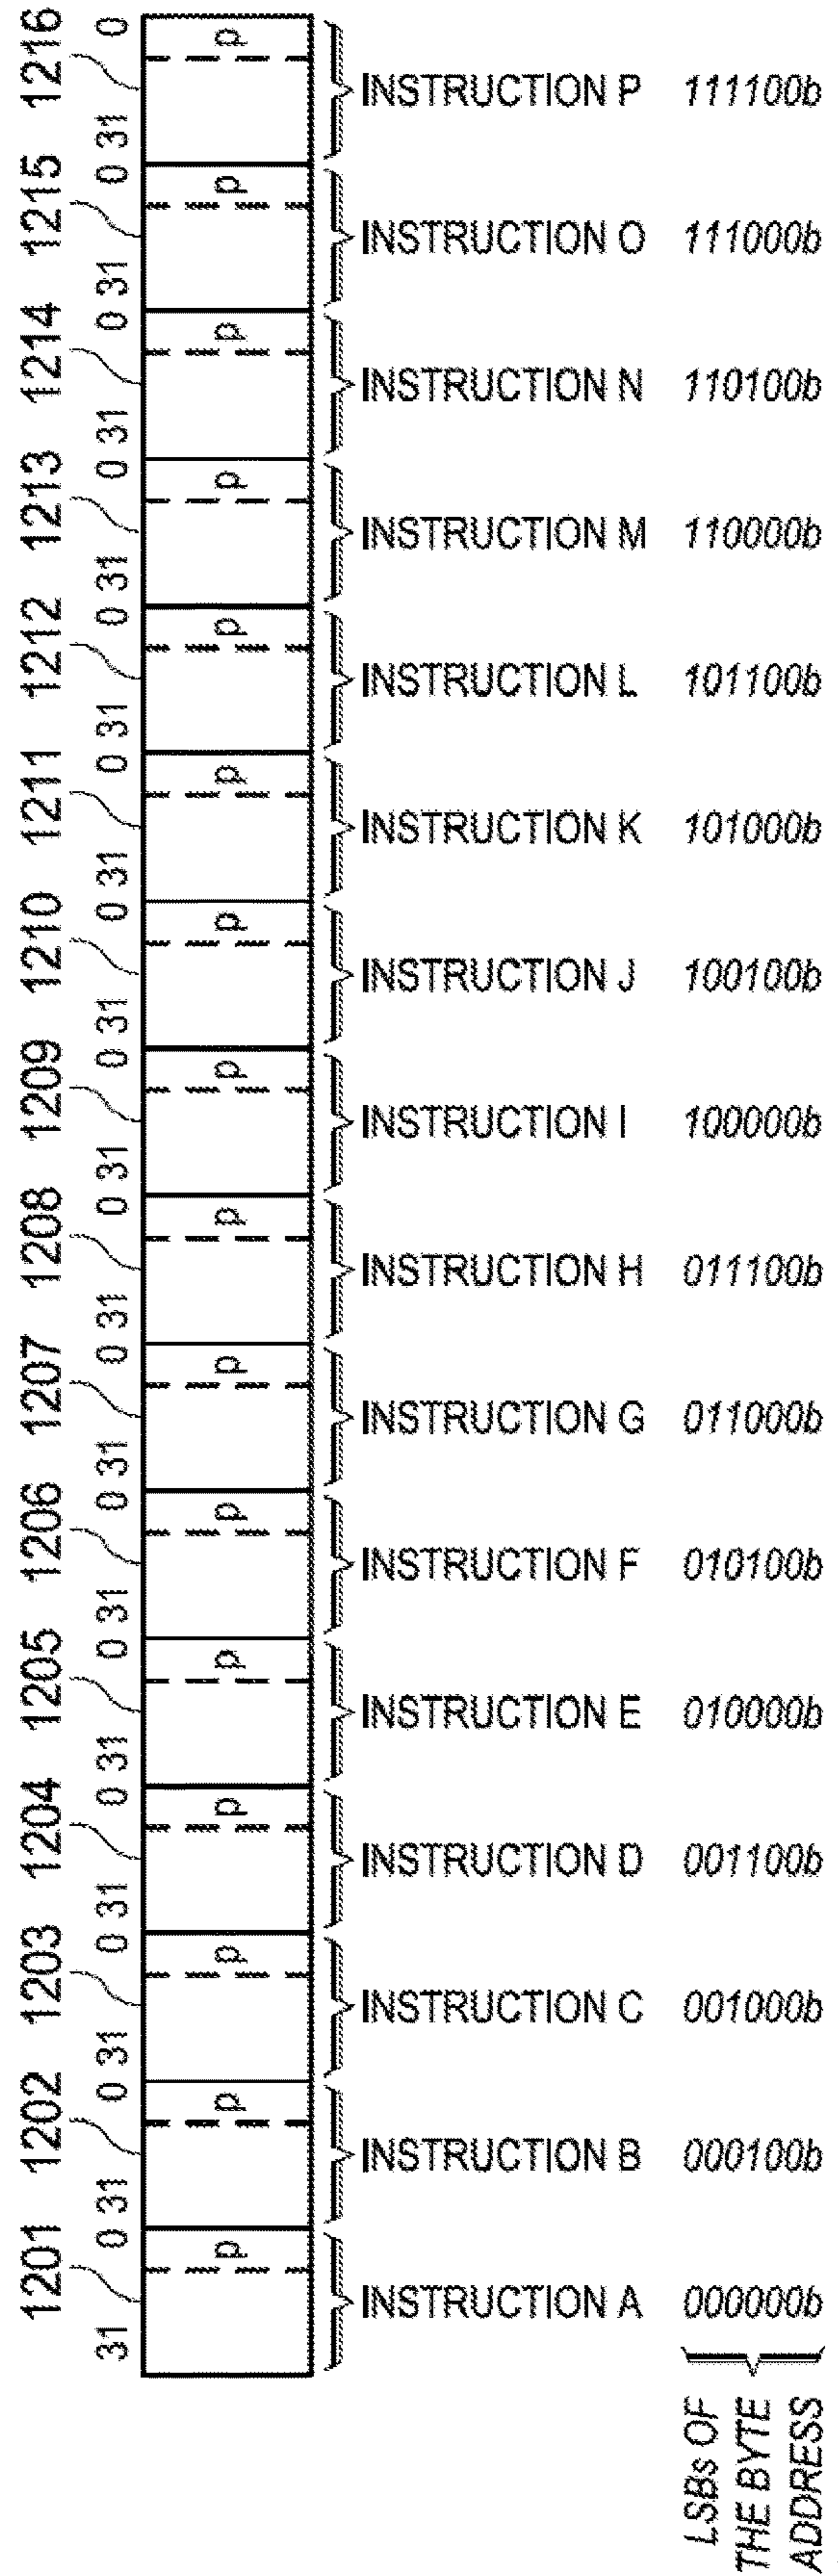 1216
0 31
p
INSTRUCTION P 111100b
1215
0 31
p
INSTRUCTION O 111000b
1214
0 31
p
INSTRUCTION N 110100b
1213
0 31
p
INSTRUCTION M 110000b
1212
0 31
p
INSTRUCTION L 101100b
1211
0 31
p
INSTRUCTION K 101000b
1210
0 31
p
INSTRUCTION J 100100b
1209
0 31
p
INSTRUCTION I 100000b
1208
0 31
p
INSTRUCTION H 011100b
1207
0 31
p
INSTRUCTION G 011000b
1206
0 31
p
INSTRUCTION F 010100b
1205
0 31
p
INSTRUCTION E 010000b
1204
0 31
p
INSTRUCTION D 001100b
1203
0 31
p
INSTRUCTION C 001000b
1202
0 31
p
INSTRUCTION B 000100b
1201
0 31
p
INSTRUCTION A 000000b
LSBs OF
THE BYTE
ADDRESS